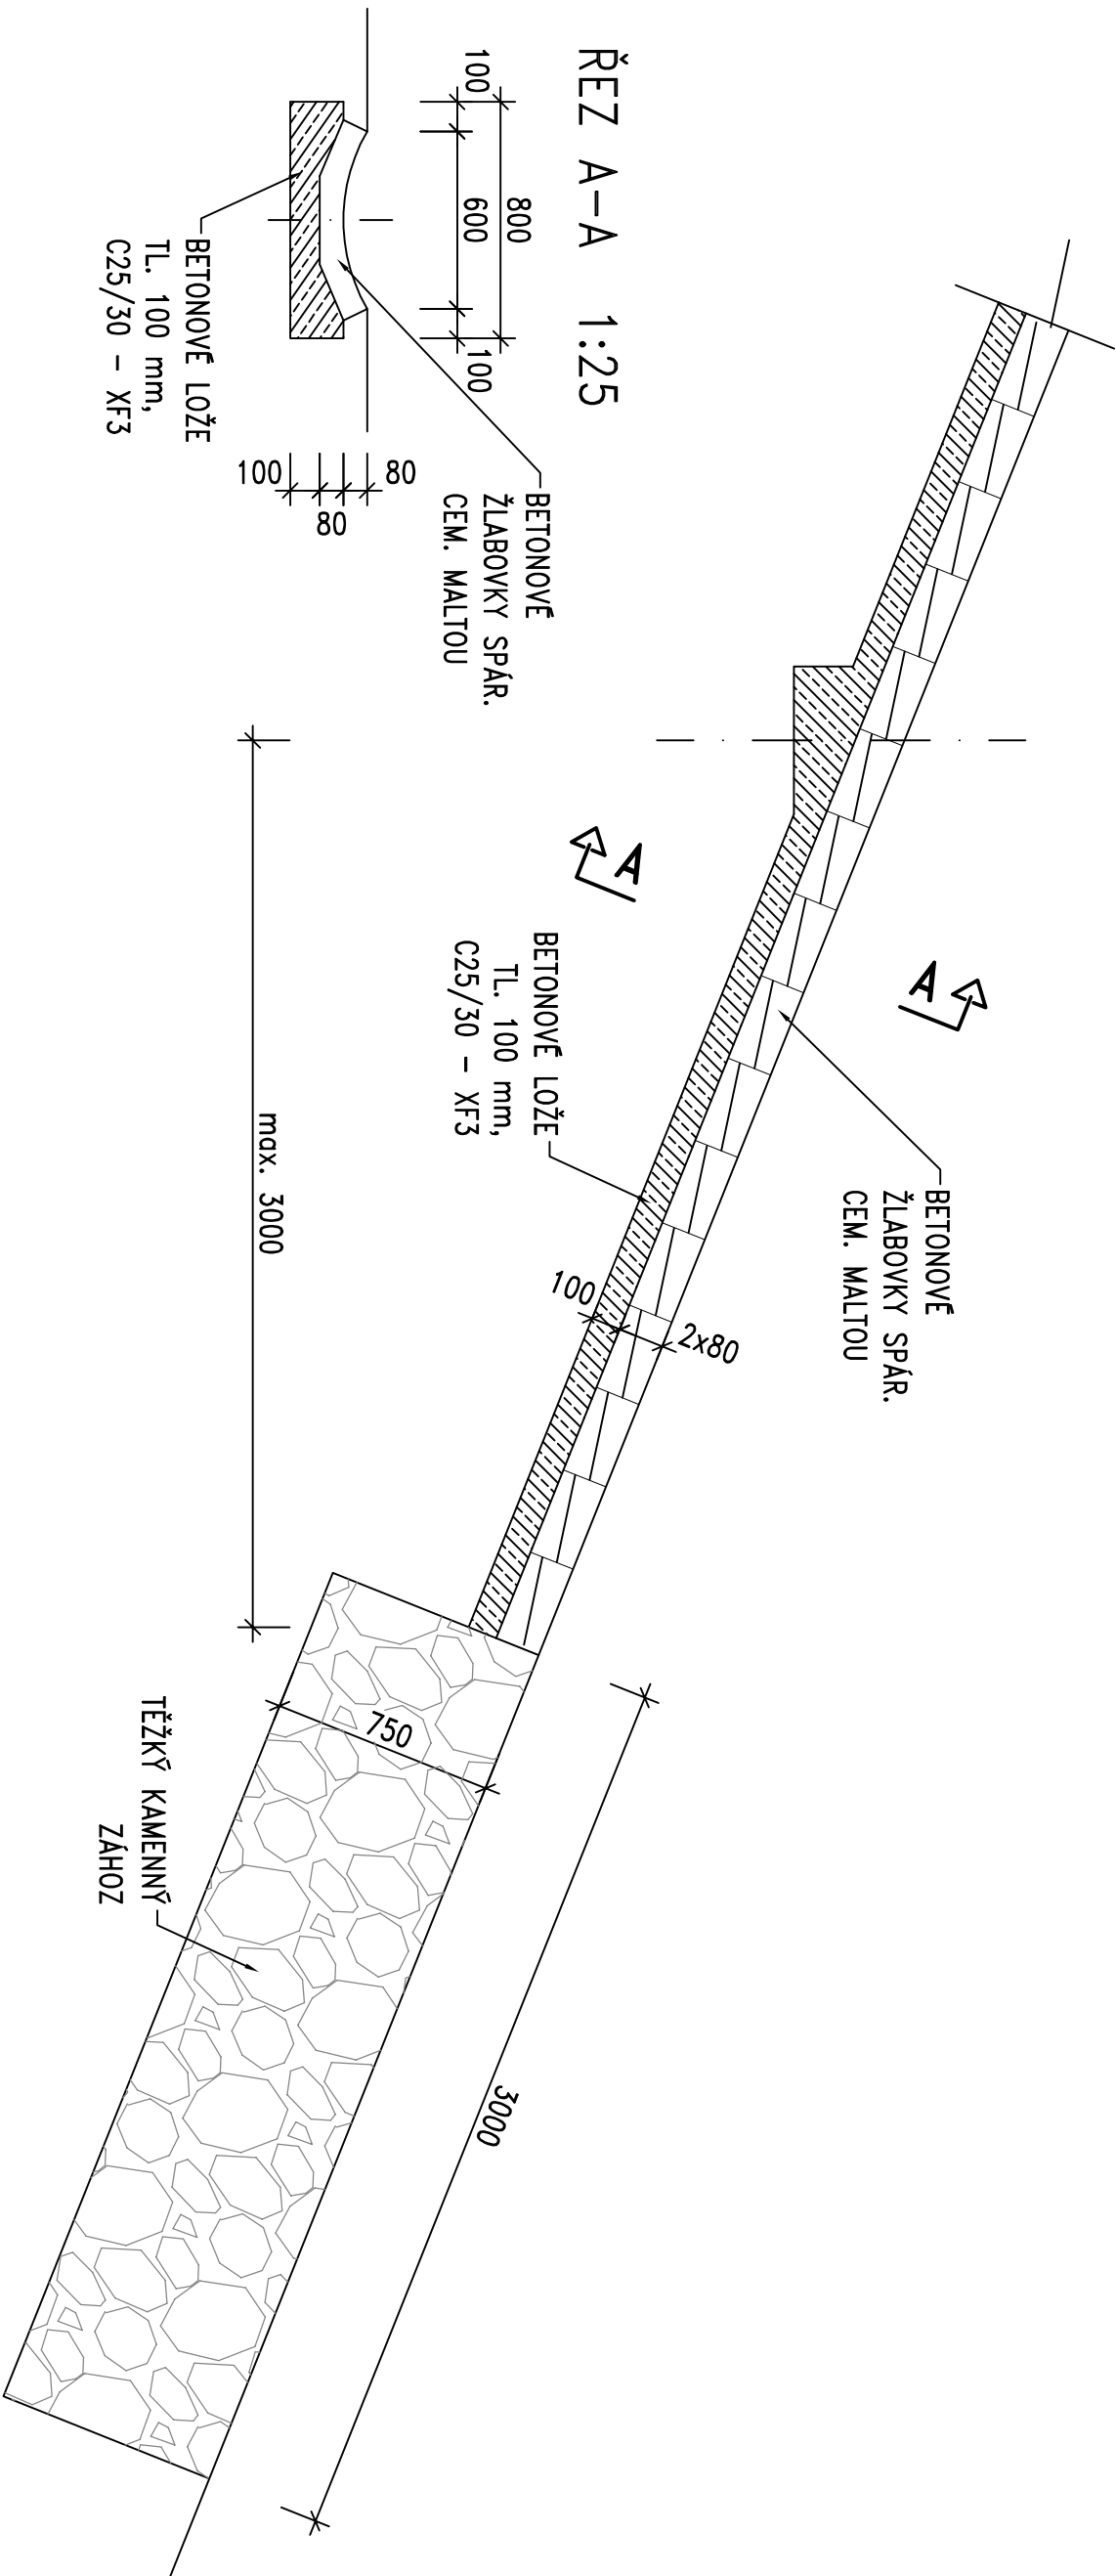 ŘEZ A-A 1:25
800
100
600
100
80
80
100
BETONOVÉ
ŽLABOVKY SPÁR.
CEM. MALTOU
BETONOVÉ LOŽE
TL. 100 mm,
C25/30 - XF3
A
A
BETONOVÉ
ŽLABOVKY SPÁR.
CEM. MALTOU
BETONOVÉ LOŽE
TL. 100 mm,
C25/30 - XF3
2x80
100
max. 3000
3000
750
TĚŽKÝ KAMENNÝ
ZÁHOZ